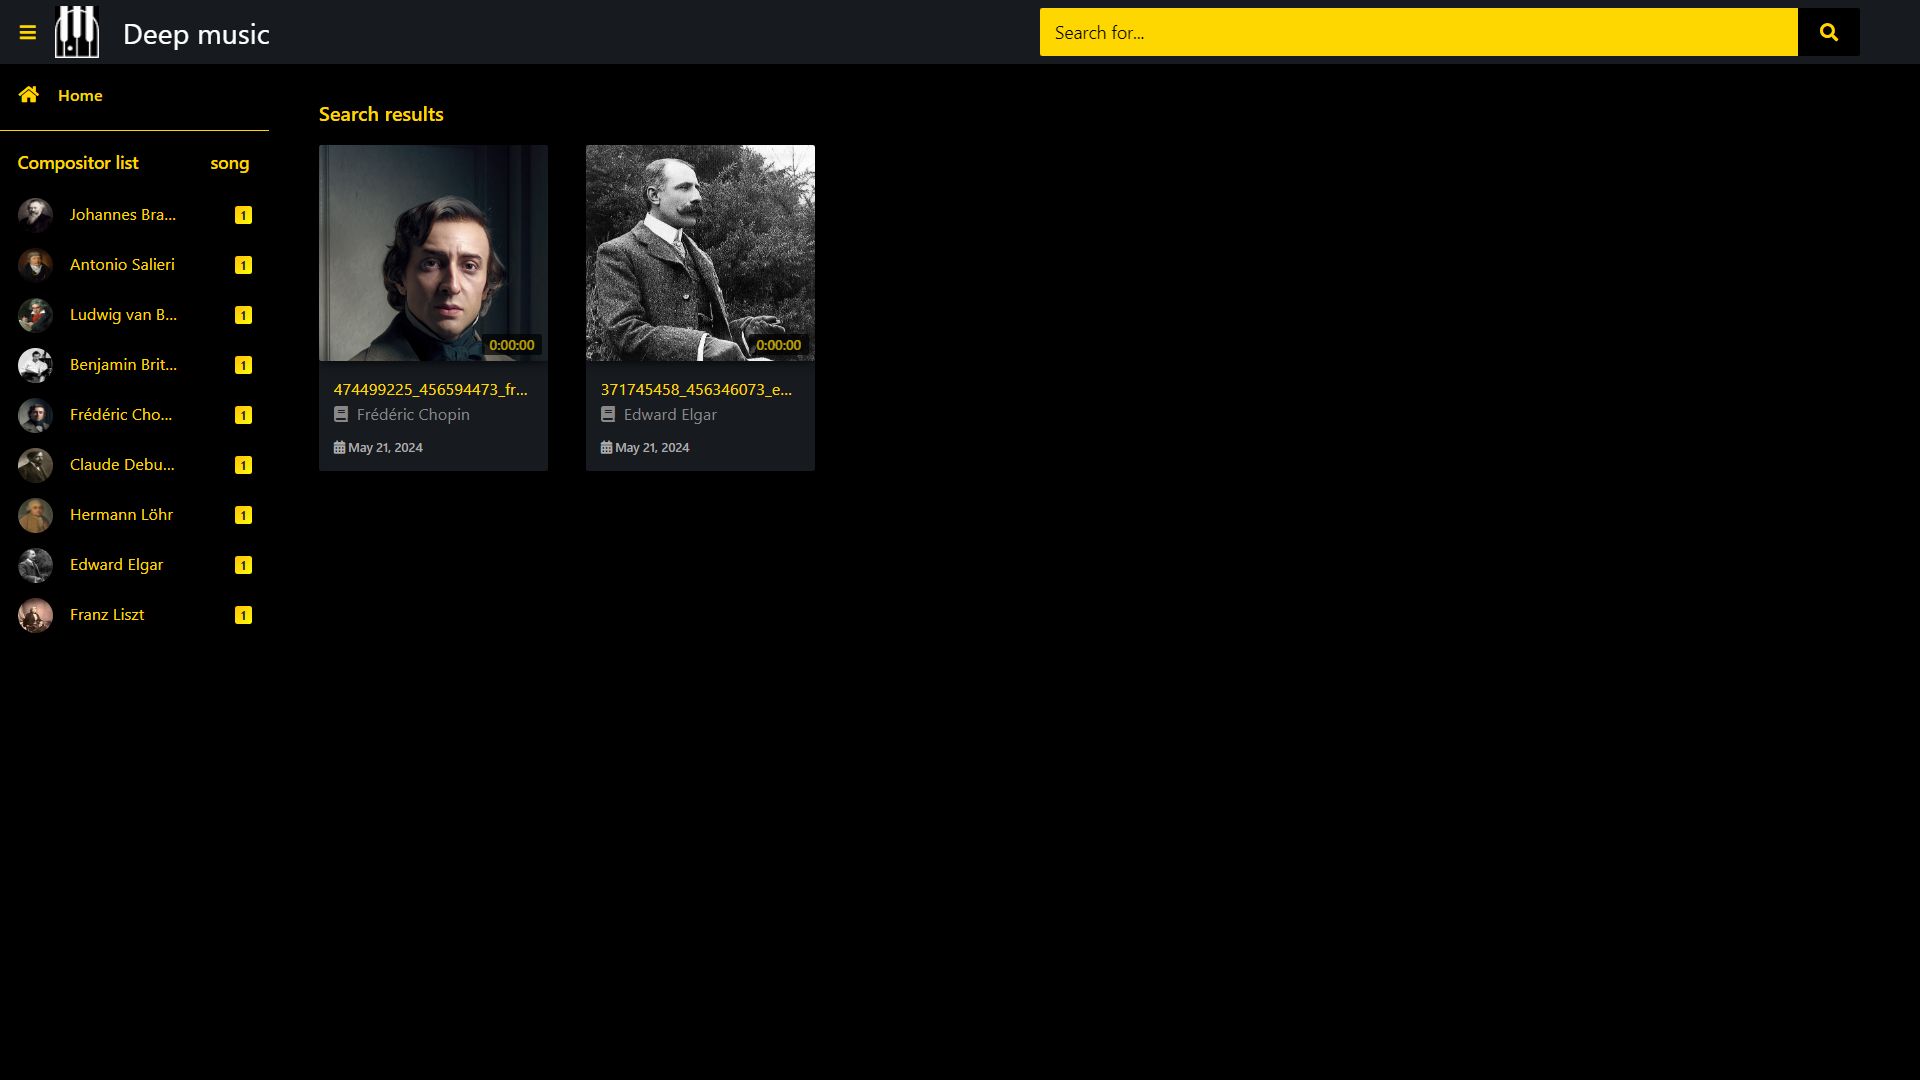 Deep music
Search for...
Home
Search results
Compositor list song
Johannes Bra... 1
Antonio Salieri 1
Ludwig van B... 1
Benjamin Brit... 1
Frédéric Cho... 1
Claude Debu... 1
Hermann Löhr 1
Edward Elgar 1
Franz Liszt 1
0:00:00
474499225_456594473_fr...
Frédéric Chopin
May 21, 2024
0:00:00
371745458_456346073_e...
Edward Elgar
May 21, 2024